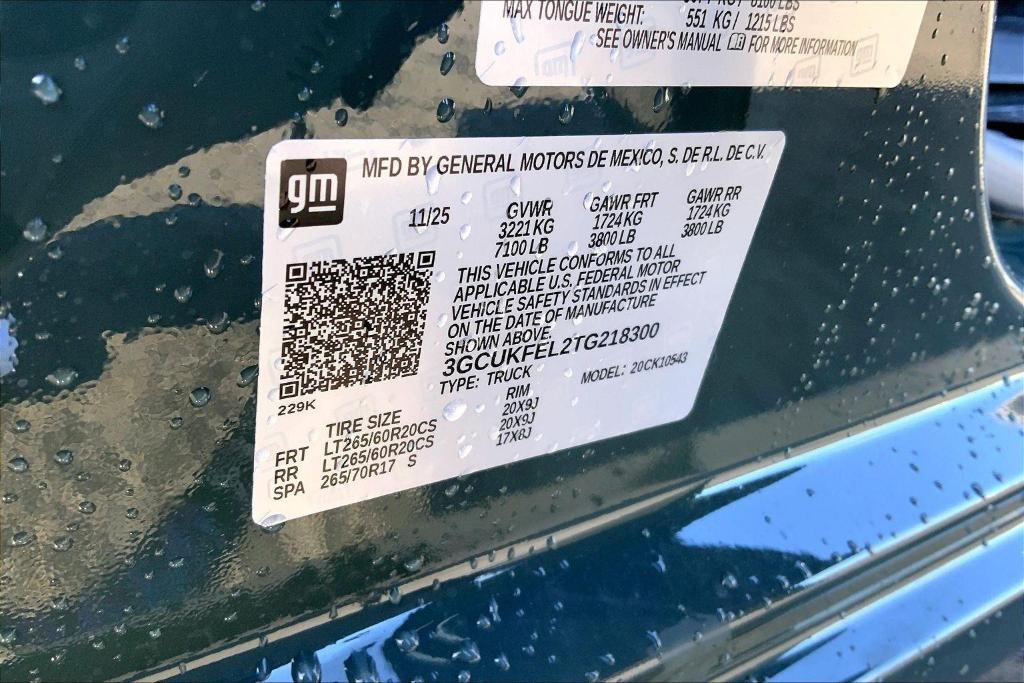 MAX TONGUE WEIGHT: 551 KG / 1215 LBS
SEE OWNER'S MANUAL FOR MORE INFORMATION
gm
MFD BY GENERAL MOTORS DE MEXICO, S. DE R.L. DE C.V.
11/25 GVWR GAWR FRT GAWR RR
3221 KG 1724 KG 1724 KG
7100 LB 3800 LB 3800 LB
THIS VEHICLE CONFORMS TO ALL
APPLICABLE U.S. FEDERAL MOTOR
VEHICLE SAFETY STANDARDS IN EFFECT
ON THE DATE OF MANUFACTURE
SHOWN ABOVE.
3GCUKFEL2TG218300
TYPE: TRUCK MODEL: 20CK10543
229K
TIRE SIZE RIM
FRT LT265/60R20CS 20X9J
RR LT265/60R20CS 20X9J
SPA 265/70R17 S 17X8J